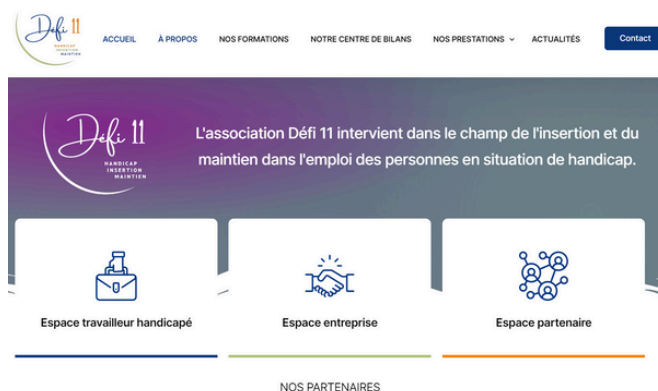 Défi 11
HANDICAP
INSERTION
MAINTIEN
ACCUEIL
À PROPOS
NOS FORMATIONS
NOTRE CENTRE DE BILANS
NOS PRESTATIONS
ACTUALITÉS
Contact
Défi 11
HANDICAP
INSERTION
MAINTIEN
L'association Défi 11 intervient dans le champ de l'insertion et du
maintien dans l'emploi des personnes en situation de handicap.
Espace travailleur handicapé
Espace entreprise
Espace partenaire
NOS PARTENAIRES